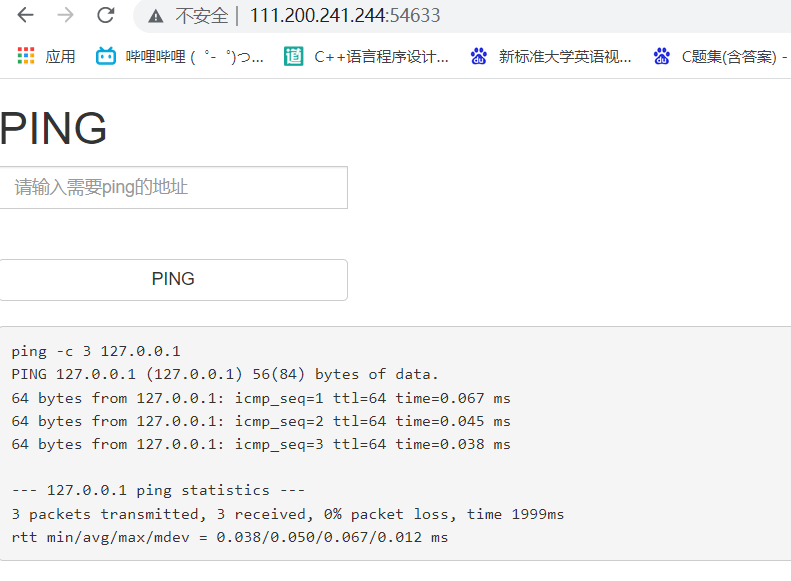 不安全 | 111.200.241.244:54633
应用 哔哩哔哩 ( ゜- ゜)つ... C++语言程序设计... 新标准大学英语视... C题集(含答案) -
PING
请输入需要ping的地址
PING
ping -c 3 127.0.0.1
PING 127.0.0.1 (127.0.0.1) 56(84) bytes of data.
64 bytes from 127.0.0.1: icmp_seq=1 ttl=64 time=0.067 ms
64 bytes from 127.0.0.1: icmp_seq=2 ttl=64 time=0.045 ms
64 bytes from 127.0.0.1: icmp_seq=3 ttl=64 time=0.038 ms
--- 127.0.0.1 ping statistics ---
3 packets transmitted, 3 received, 0% packet loss, time 1999ms
rtt min/avg/max/mdev = 0.038/0.050/0.067/0.012 ms